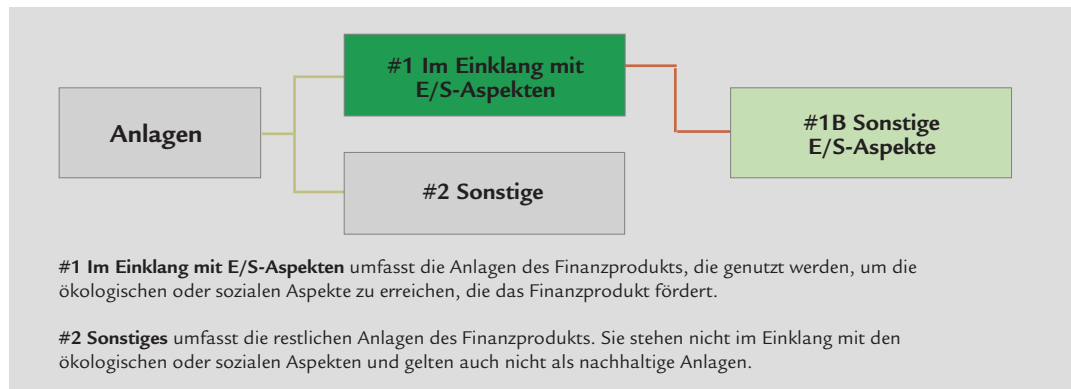 #1 Im Einklang mit
E/S-Aspekten
Anlagen
#1B Sonstige
E/S-Aspekte
#2 Sonstige
#1 Im Einklang mit E/S-Aspekten umfasst die Anlagen des Finanzprodukts, die genutzt werden, um die
ökologischen oder sozialen Aspekte zu erreichen, die das Finanzprodukt fördert.
#2 Sonstiges umfasst die restlichen Anlagen des Finanzprodukts. Sie stehen nicht im Einklang mit den
ökologischen oder sozialen Aspekten und gelten auch nicht als nachhaltige Anlagen.